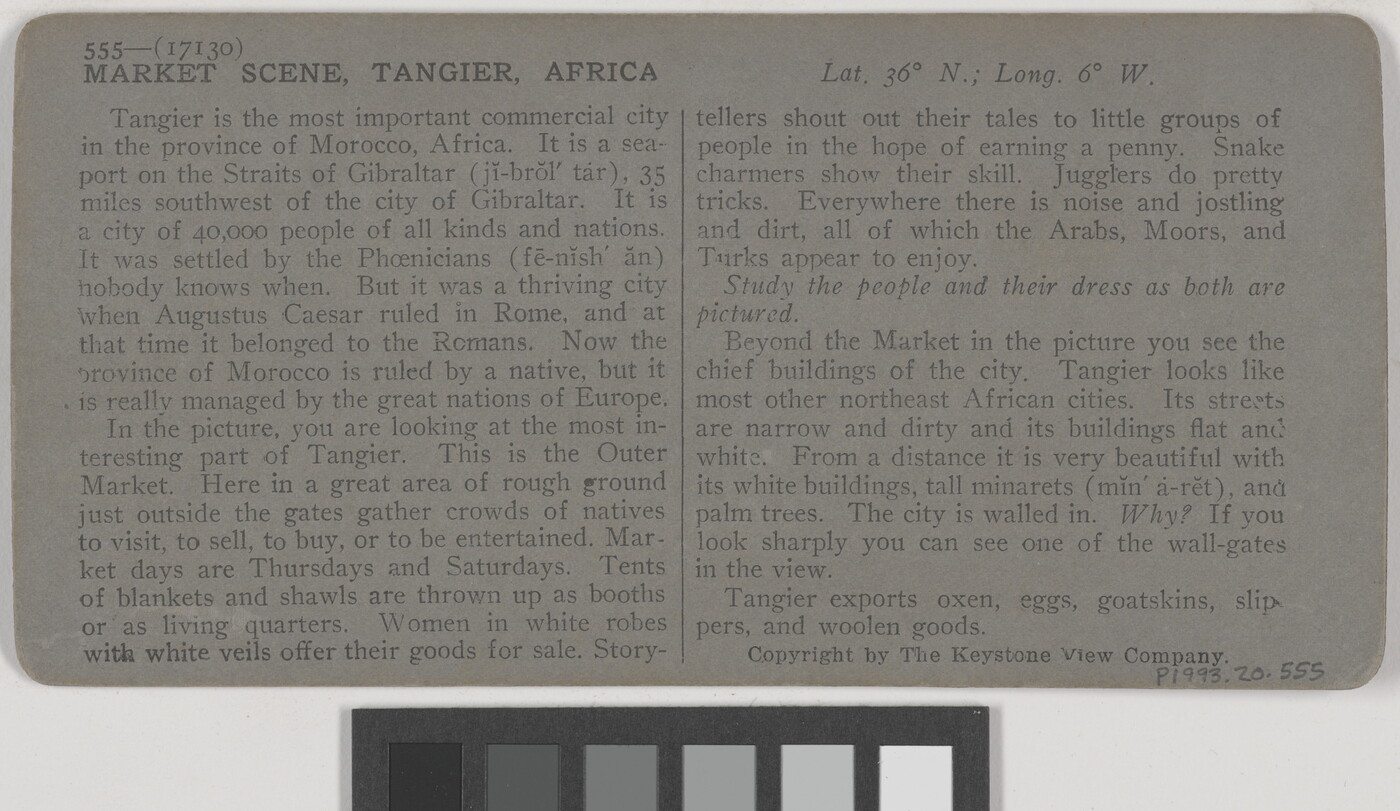 555—(17130)
MARKET SCENE, TANGIER, AFRICA
Lat. 36° N.; Long. 6° W.
Tangier is the most important commercial city
in the province of Morocco, Africa. It is a sea-
port on the Straits of Gibraltar (jĭ-brŏl′ tár), 35
miles southwest of the city of Gibraltar. It is
a city of 40,000 people of all kinds and nations.
It was settled by the Phœnicians (fē-nĭsh′ ăn)
nobody knows when. But it was a thriving city
when Augustus Caesar ruled in Rome, and at
that time it belonged to the Romans. Now the
province of Morocco is ruled by a native, but it
is really managed by the great nations of Europe.
In the picture, you are looking at the most in-
teresting part of Tangier. This is the Outer
Market. Here in a great area of rough ground
just outside the gates gather crowds of natives
to visit, to sell, to buy, or to be entertained. Mar-
ket days are Thursdays and Saturdays. Tents
of blankets and shawls are thrown up as booths
or as living quarters. Women in white robes
with white veils offer their goods for sale. Story-
tellers shout out their tales to little groups of
people in the hope of earning a penny. Snake
charmers show their skill. Jugglers do pretty
tricks. Everywhere there is noise and jostling
and dirt, all of which the Arabs, Moors, and
Turks appear to enjoy.
Study the people and their dress as both are
pictured.
Beyond the Market in the picture you see the
chief buildings of the city. Tangier looks like
most other northeast African cities. Its streets
are narrow and dirty and its buildings flat and
white. From a distance it is very beautiful with
its white buildings, tall minarets (mĭn′ á-rĕt), and
palm trees. The city is walled in. Why? If you
look sharply you can see one of the wall-gates
in the view.
Tangier exports oxen, eggs, goatskins, slip-
pers, and woolen goods.
Copyright by The Keystone View Company.
P1993.20.555